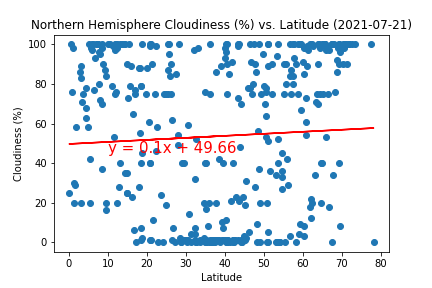 Northern Hemisphere Cloudiness (%) vs. Latitude (2021-07-21)
100
80
60
40
20
0
Cloudiness (%)
y = 0.1x + 49.66
0 10 20 30 40 50 60 70 80
Latitude